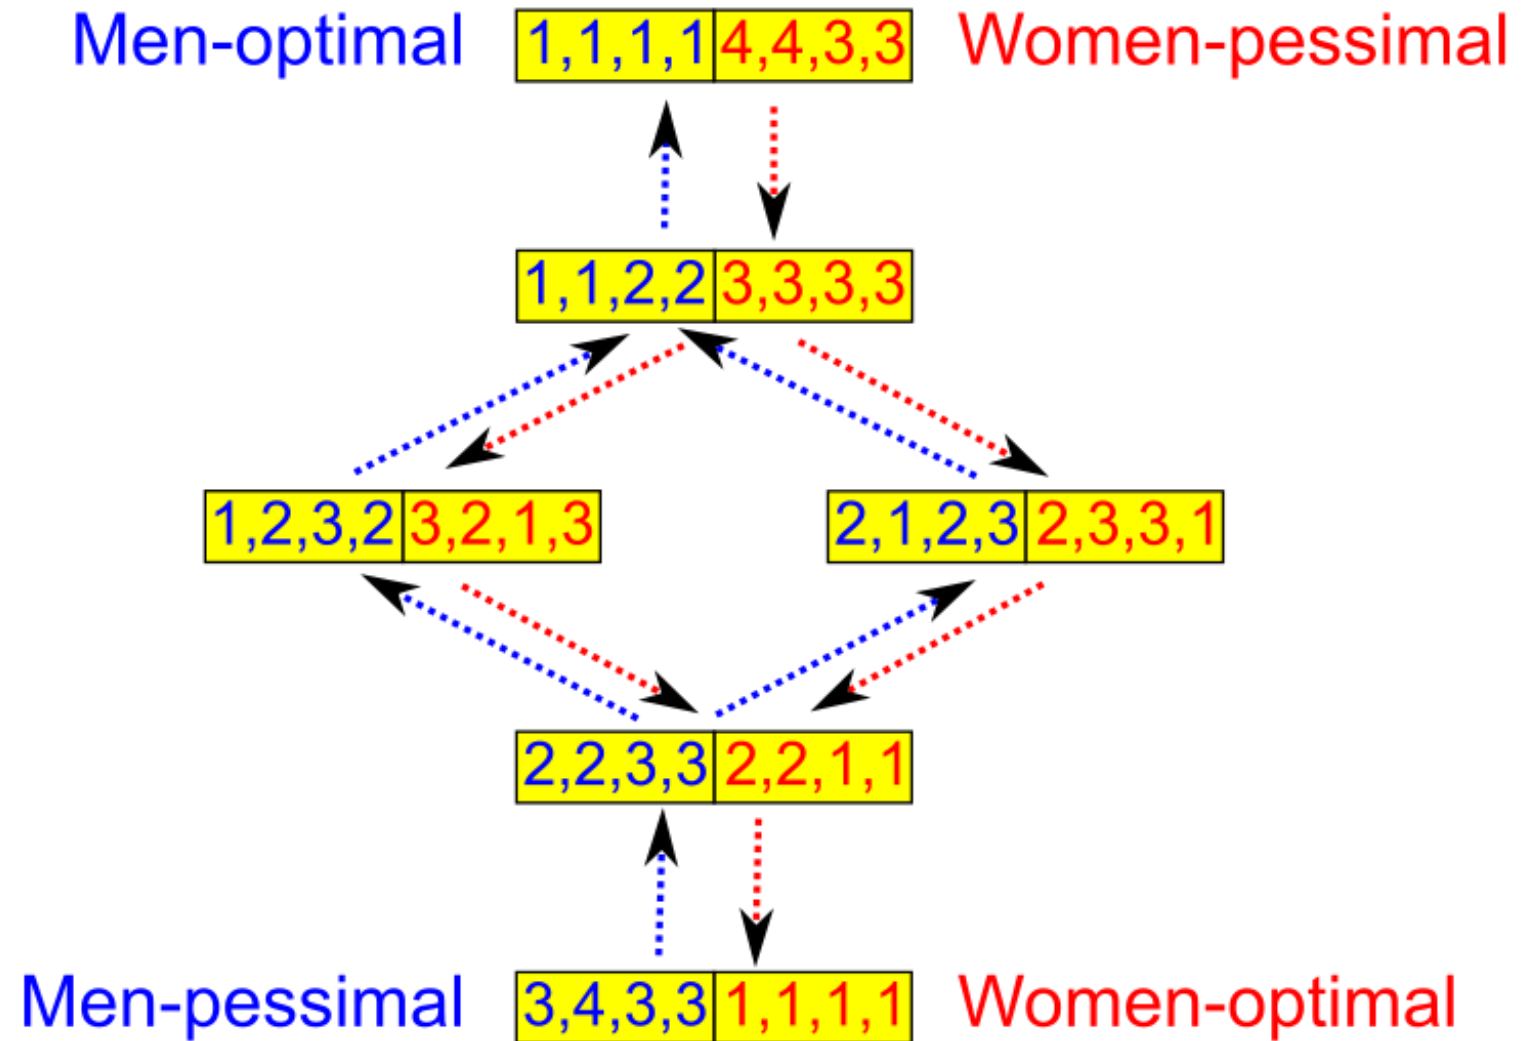 Men-optimal 1,1,1,1 4,4,3,3 Women-pessimal
1,1,2,2 3,3,3,3
1,2,3,2 3,2,1,3 2,1,2,3 2,3,3,1
2,2,3,3 2,2,1,1
Men-pessimal 3,4,3,3 1,1,1,1 Women-optimal